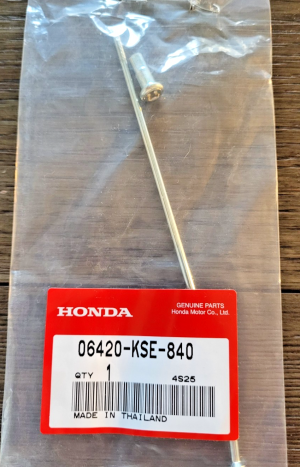 HONDA
GENUINE PARTS
Honda Motor Co., Ltd.
06420-KSE-840
QTY 1 4S25
MADE IN THAILAND